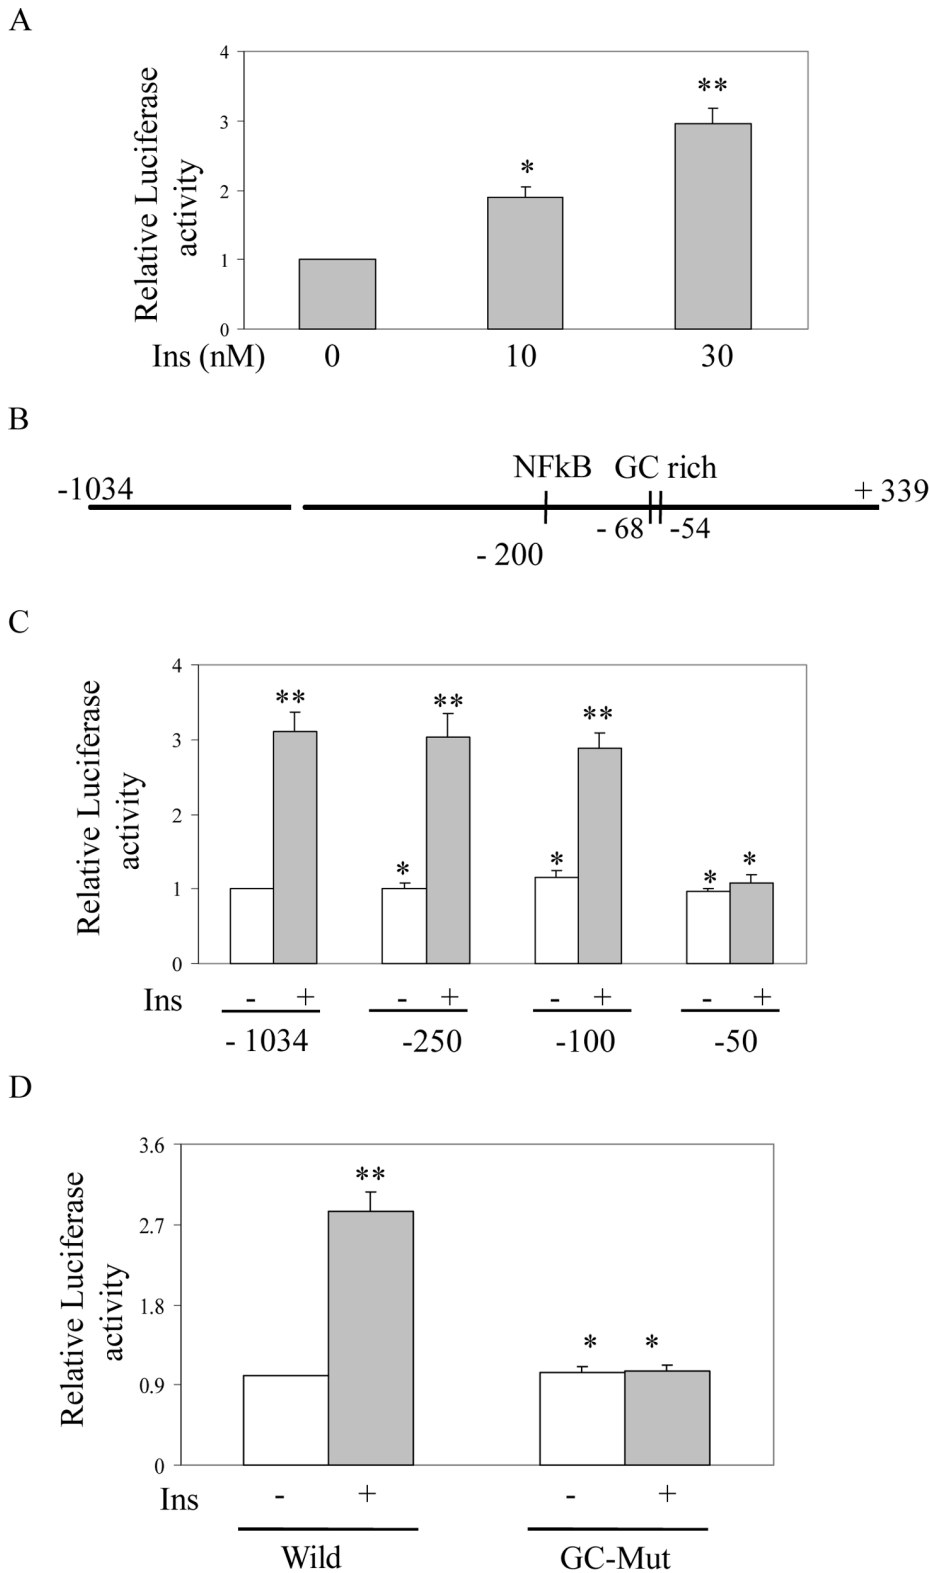 A
Relative Luciferase
activity
4
3
2
1
0
*
**
Ins (nM) 0 10 30
B
NFkB GC rich
-1034 + 339
- 68 -54
- 200
C
Relative Luciferase
activity
4
3
2
1
0
** ** **
* * * *
Ins - + - + - + - +
- 1034 -250 -100 -50
D
Relative Luciferase
activity
3.6
2.7
1.8
0.9
0
**
* *
Ins - + - +
Wild GC-Mut